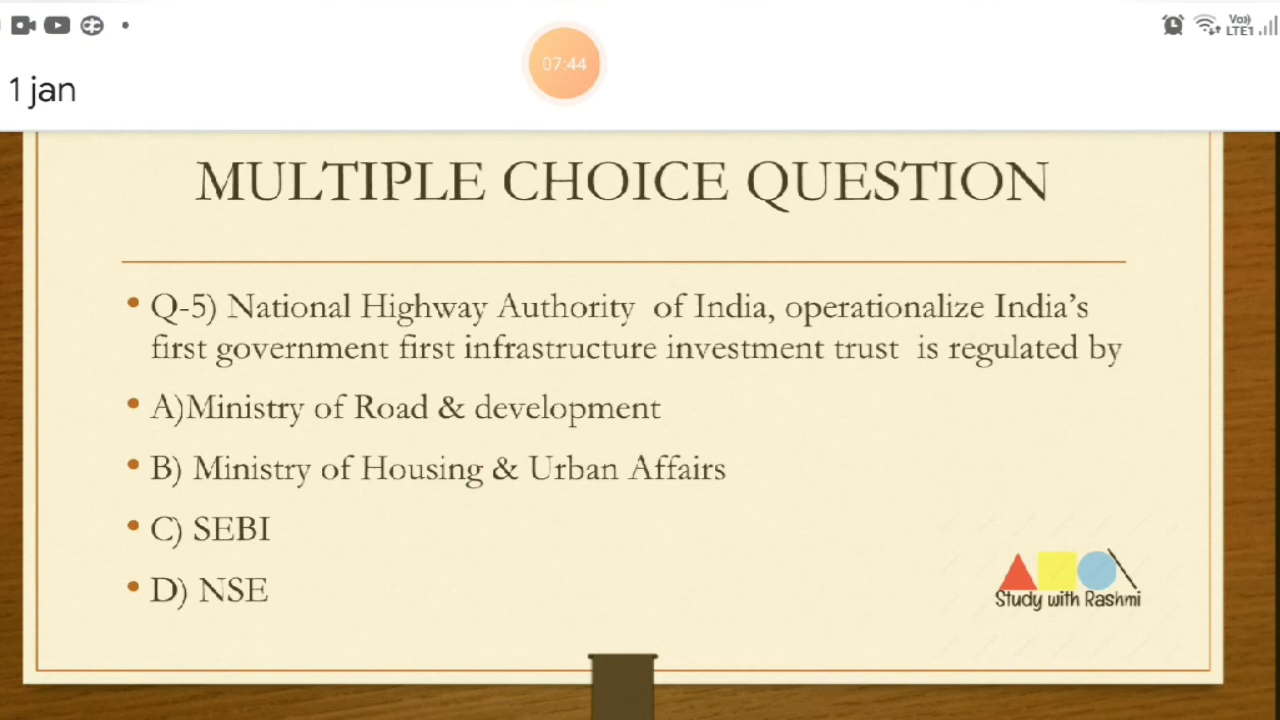 Vo))
LTE1
07:44
1 jan
MULTIPLE CHOICE QUESTION
• Q-5) National Highway Authority of India, operationalize India's
first government first infrastructure investment trust is regulated by
• A)Ministry of Road & development
• B) Ministry of Housing & Urban Affairs
• C) SEBI
• D) NSE
Study with Rashmi